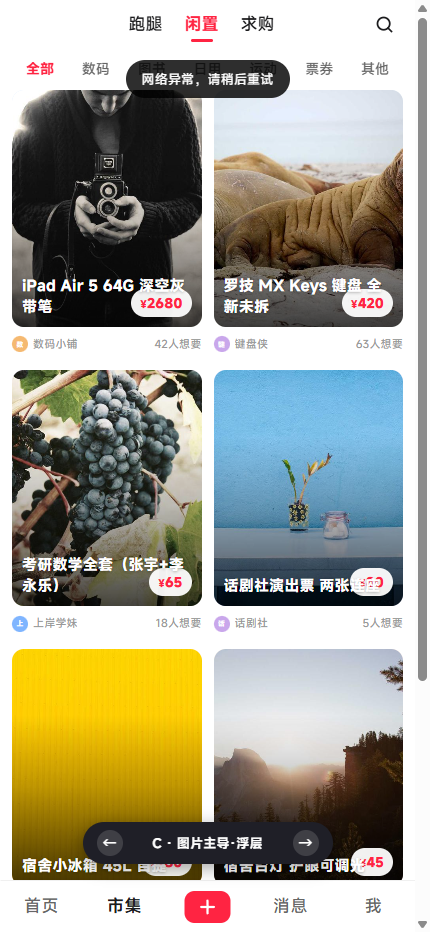 跑腿 闲置 求购
全部 数码 图书 日用 运动 票券 其他
网络异常，请稍后重试
iPad Air 5 64G 深空灰
带笔
¥2680
罗技 MX Keys 键盘 全
新未拆
¥420
数码小铺 42人想要
键盘侠 63人想要
考研数学全套（张宇+李
永乐）
¥65
话剧社演出票 两张连座
上岸学妹 18人想要
话剧社 5人想要
宿舍小冰箱 45L
宿舍台灯 护眼可调光
¥45
← C · 图片主导·浮层 →
首页 市集 + 消息 我